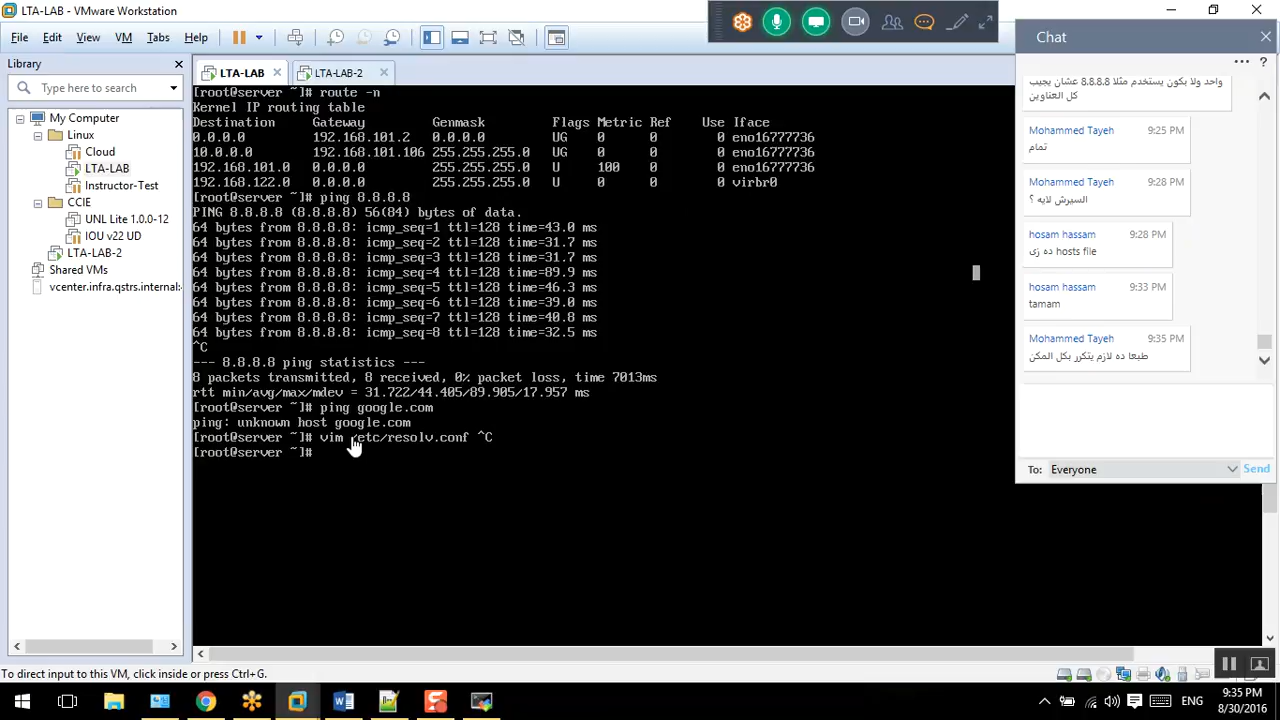 LTA-LAB - VMware Workstation
File Edit View VM Tabs Help
Library
Type here to search
My Computer
Linux
Cloud
LTA-LAB
Instructor-Test
CCIE
UNL Lite 1.0.0-12
IOU v22 UD
LTA-LAB-2
Shared VMs
vcenter.infra.qstrs.internal:
LTA-LAB
LTA-LAB-2
[root@server ~]# route -n
Kernel IP routing table
Destination Gateway Genmask Flags Metric Ref Use Iface
0.0.0.0 192.168.101.2 0.0.0.0 UG 0 0 0 eno16777736
10.0.0.0 192.168.101.106 255.255.255.0 UG 0 0 0 eno16777736
192.168.101.0 0.0.0.0 255.255.255.0 U 100 0 0 eno16777736
192.168.122.0 0.0.0.0 255.255.255.0 U 0 0 0 virbr0
[root@server ~]# ping 8.8.8.8
PING 8.8.8.8 (8.8.8.8) 56(84) bytes of data.
64 bytes from 8.8.8.8: icmp_seq=1 ttl=128 time=43.0 ms
64 bytes from 8.8.8.8: icmp_seq=2 ttl=128 time=31.7 ms
64 bytes from 8.8.8.8: icmp_seq=3 ttl=128 time=31.7 ms
64 bytes from 8.8.8.8: icmp_seq=4 ttl=128 time=89.9 ms
64 bytes from 8.8.8.8: icmp_seq=5 ttl=128 time=46.3 ms
64 bytes from 8.8.8.8: icmp_seq=6 ttl=128 time=39.0 ms
64 bytes from 8.8.8.8: icmp_seq=7 ttl=128 time=40.8 ms
64 bytes from 8.8.8.8: icmp_seq=8 ttl=128 time=32.5 ms
^C
--- 8.8.8.8 ping statistics ---
8 packets transmitted, 8 received, 0% packet loss, time 7013ms
rtt min/avg/max/mdev = 31.722/44.405/89.905/17.957 ms
[root@server ~]# ping google.com
ping: unknown host google.com
[root@server ~]# vim /etc/resolv.conf ^C
[root@server ~]#
Chat
واحد ولا بكون يستخدم مثلا 8.8.8.8 عشان يجيب
كل العناوين
Mohammed Tayeh 9:25 PM
تمام
Mohammed Tayeh 9:28 PM
السيرش لايه ؟
hosam hassam 9:28 PM
ده زى hosts file
hosam hassam 9:33 PM
tamam
Mohammed Tayeh 9:35 PM
طبعا ده لازم يتكرر بكل المكن
To: Everyone Send
To direct input to this VM, click inside or press Ctrl+G.
ENG
9:35 PM
8/30/2016